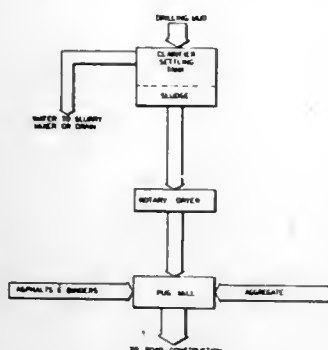 DRILLING MUD
CLARIFIER
SETTLING
TANK
SLUDGE
WATER TO SLURRY
MIXER OR DRAIN
ROTARY DRYER
ASPHALTS & BINDERS
PUG MILL
AGGREGATE
TO ROAD CONSTRUCTION